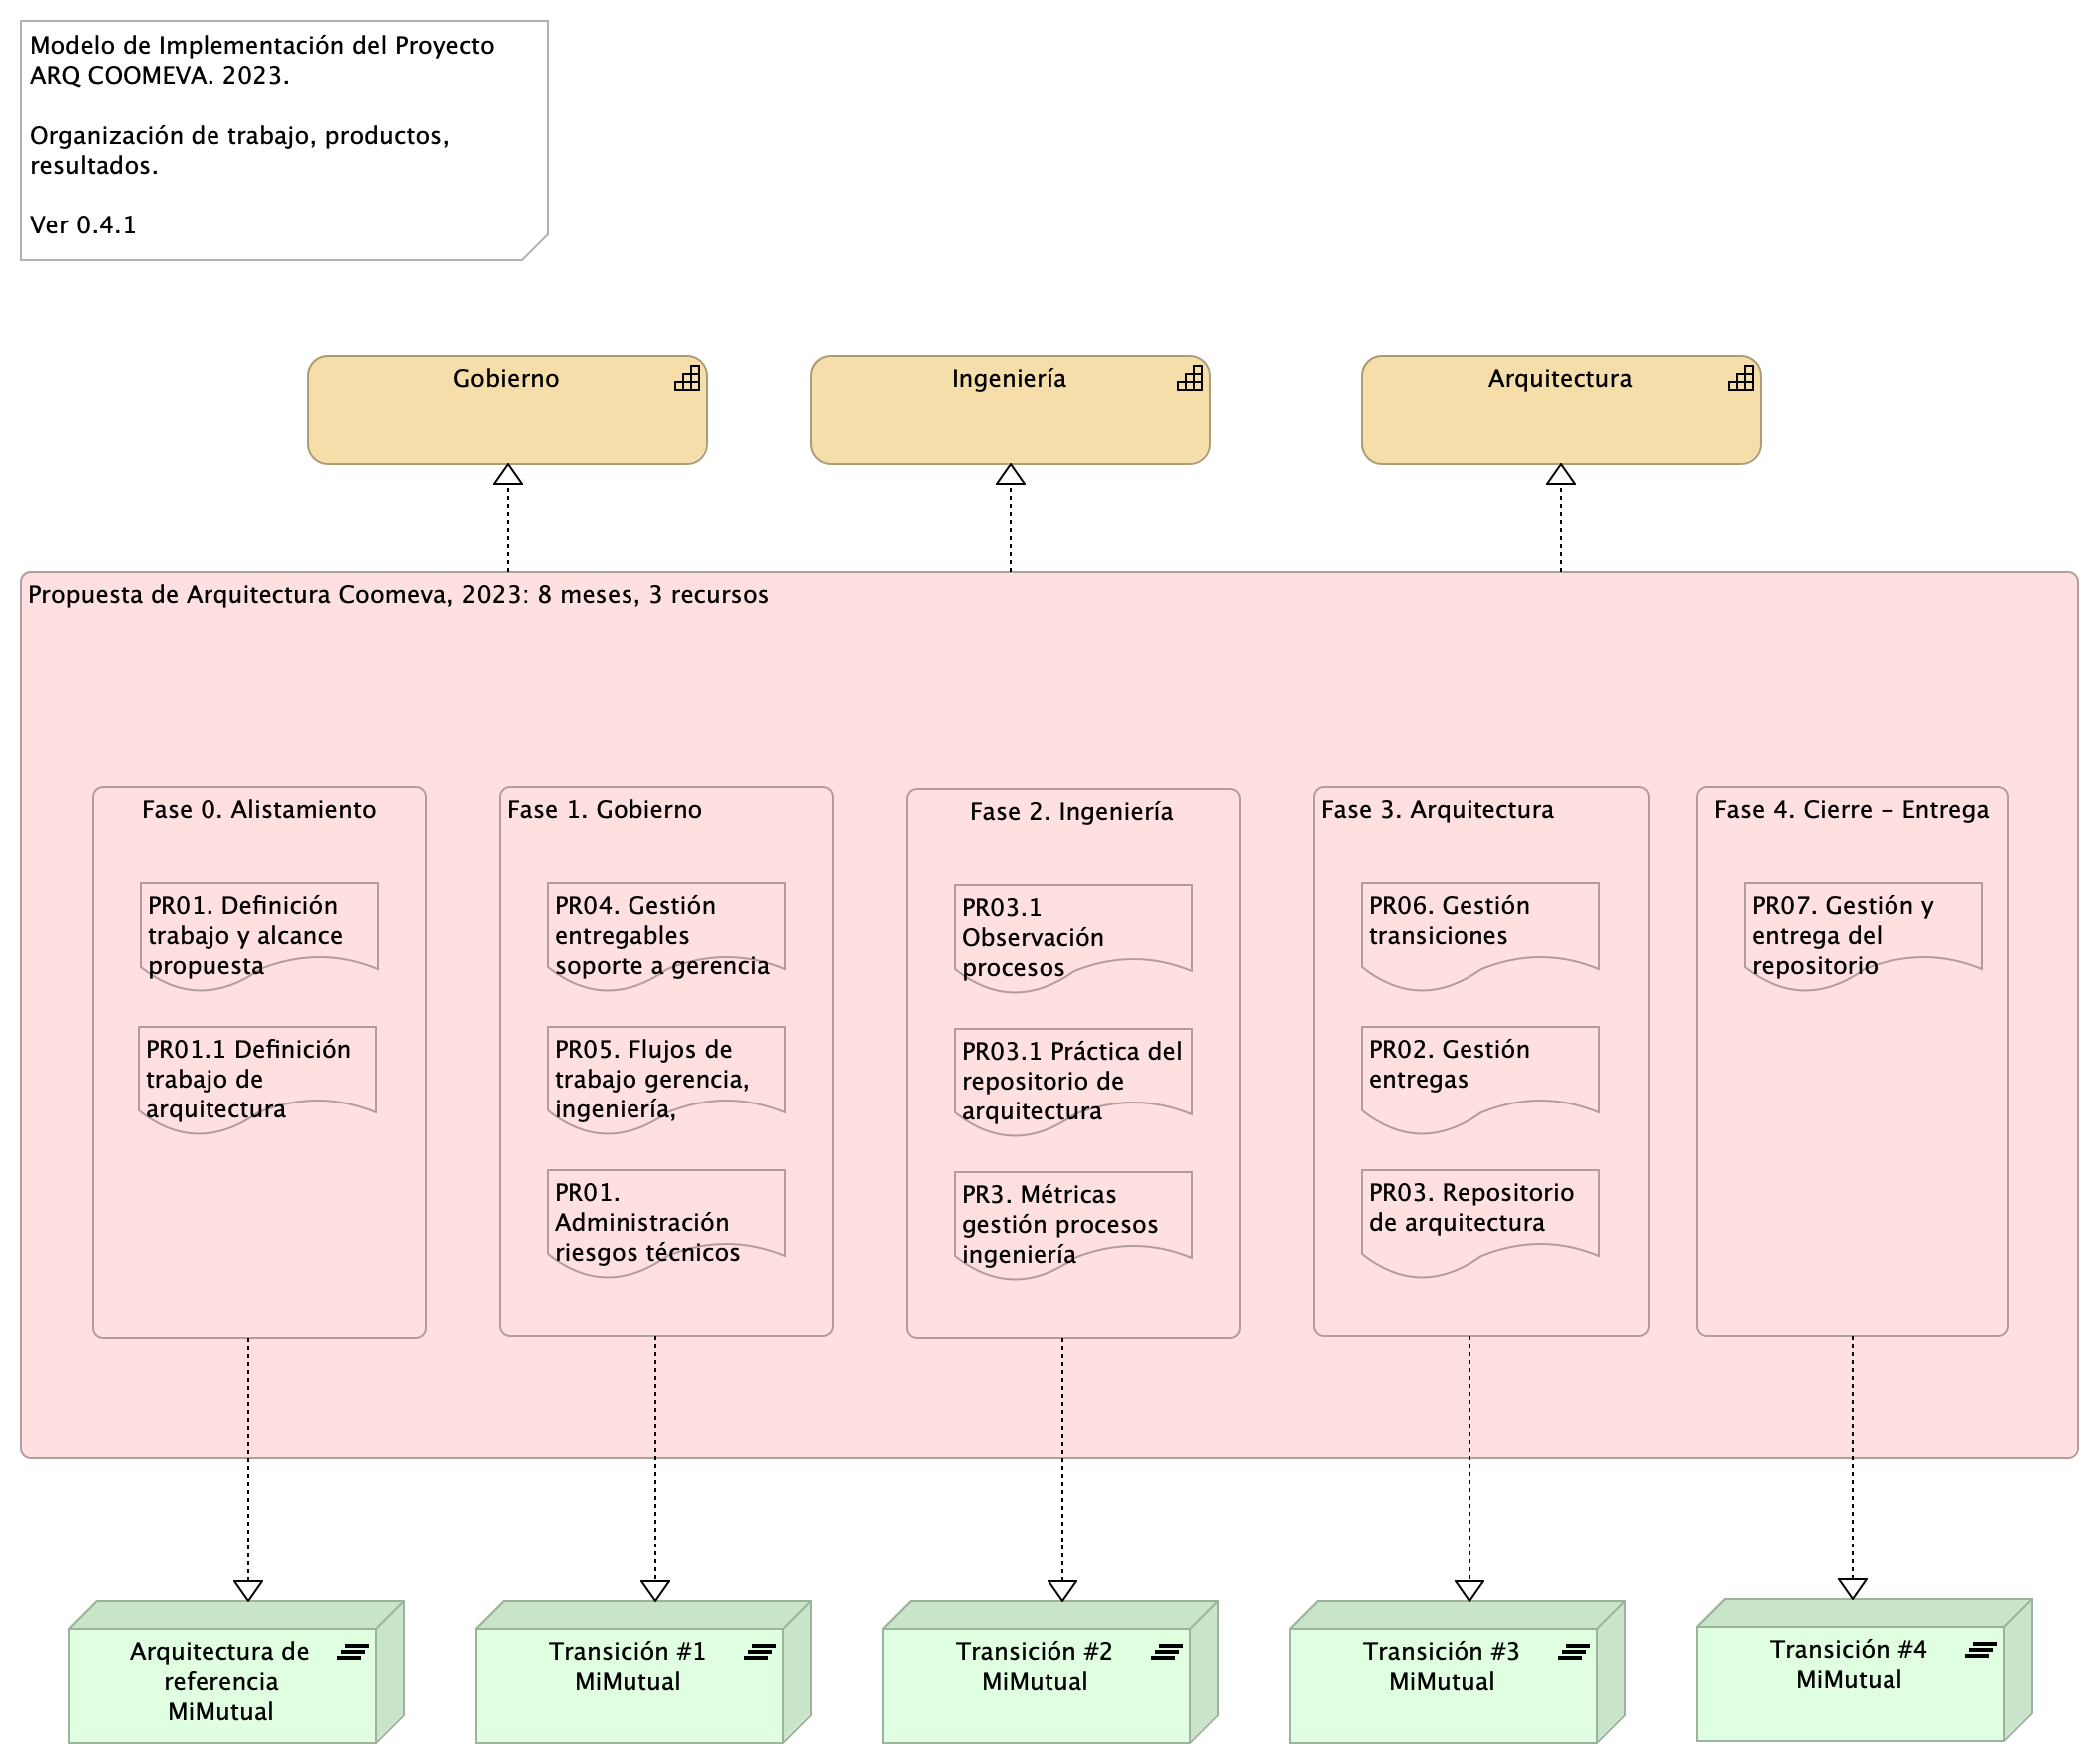 Modelo de Implementación del Proyecto
ARQ COOMEVA. 2023.
Organización de trabajo, productos,
resultados.
Ver 0.4.1
Gobierno
Ingeniería
Arquitectura
Propuesta de Arquitectura Coomeva, 2023: 8 meses, 3 recursos
Fase 0. Alistamiento
PR01. Definición
trabajo y alcance
propuesta
PR01.1 Definición
trabajo de
arquitectura
Fase 1. Gobierno
PR04. Gestión
entregables
soporte a gerencia
PR05. Flujos de
trabajo gerencia,
ingeniería,
PR01.
Administración
riesgos técnicos
Fase 2. Ingeniería
PR03.1
Observación
procesos
PR03.1 Práctica del
repositorio de
arquitectura
PR3. Métricas
gestión procesos
ingeniería
Fase 3. Arquitectura
PR06. Gestión
transiciones
PR02. Gestión
entregas
PR03. Repositorio
de arquitectura
Fase 4. Cierre - Entrega
PR07. Gestión y
entrega del
repositorio
Arquitectura de
referencia
MiMutual
Transición #1
MiMutual
Transición #2
MiMutual
Transición #3
MiMutual
Transición #4
MiMutual